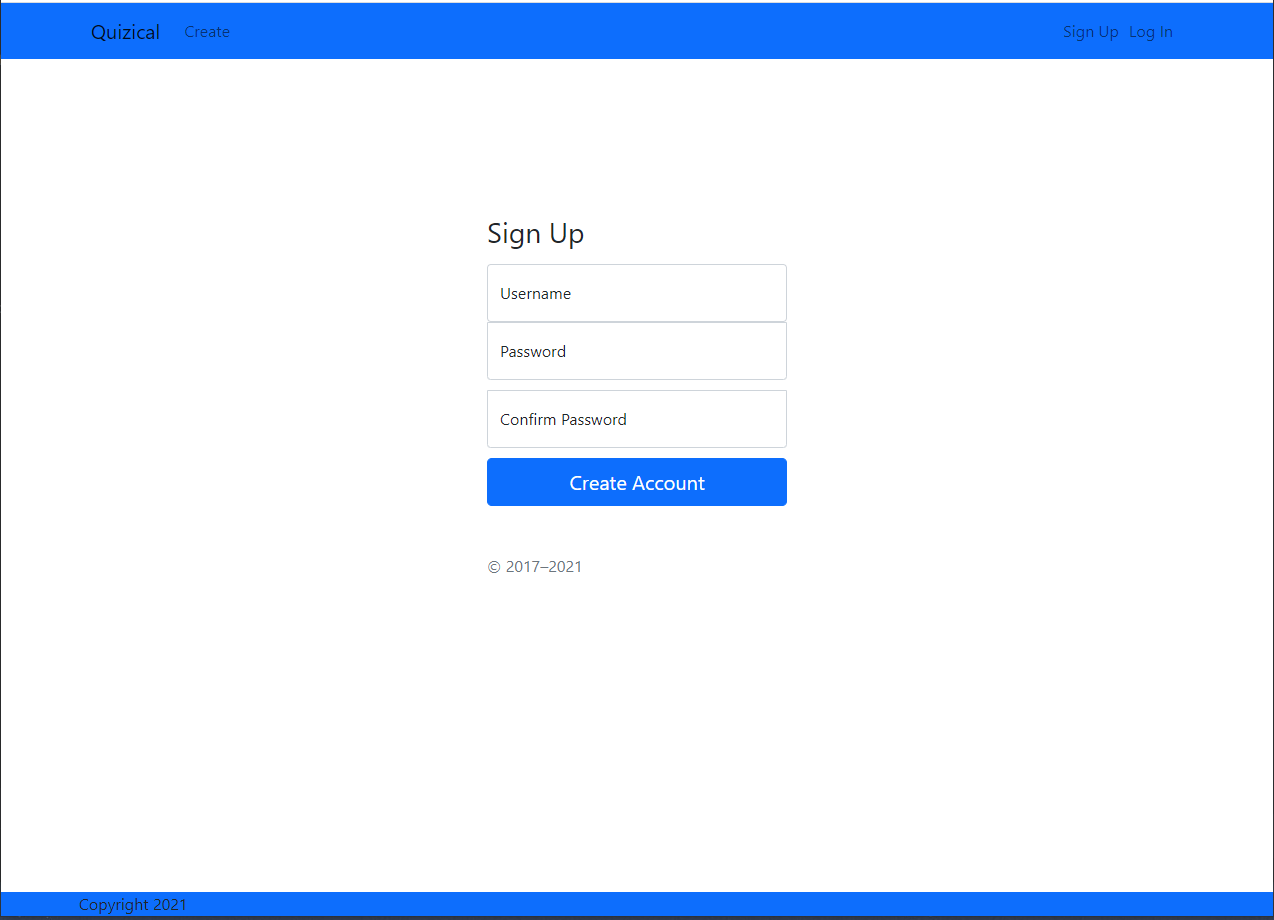 Quizical Create Sign Up Log In
Sign Up
Username
Password
Confirm Password
Create Account
© 2017–2021
Copyright 2021